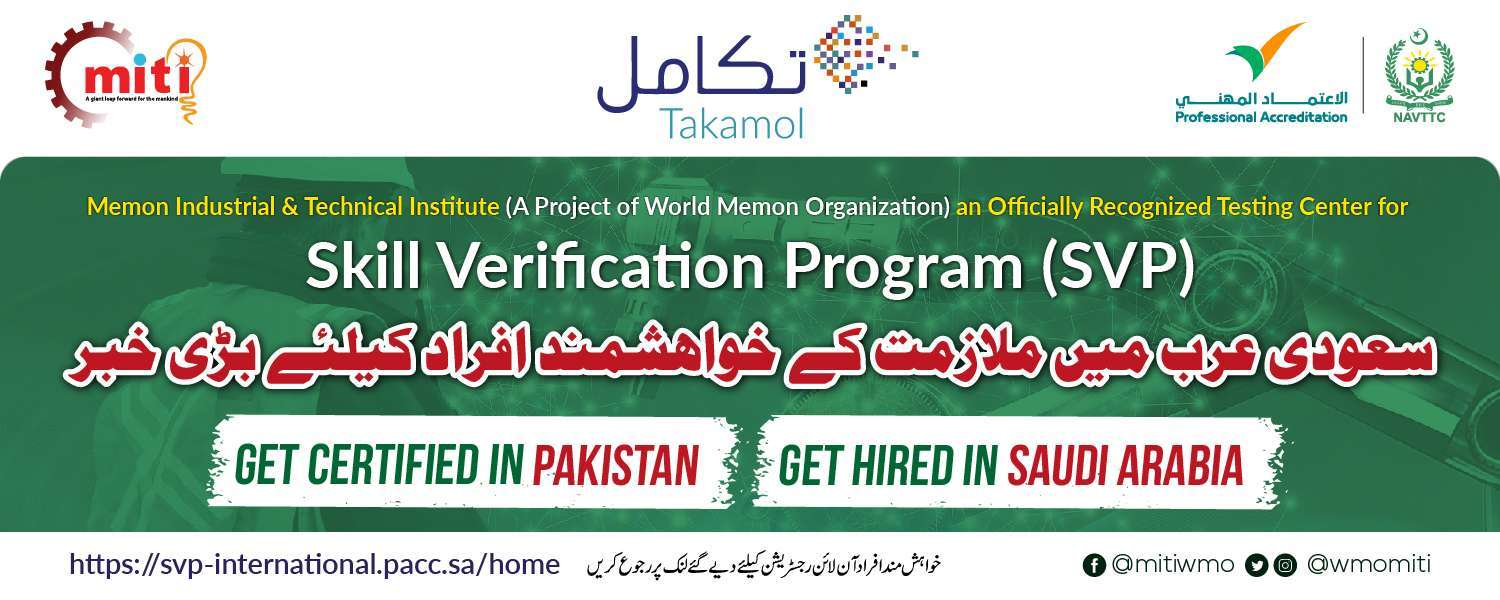 miti
A giant leap forward for the mankind
تكامل
Takamol
الاعتماد المهني
Professional Accreditation
NAVTTC
Memon Industrial & Technical Institute (A Project of World Memon Organization) an Officially Recognized Testing Center for
Skill Verification Program (SVP)
سعودی عرب میں ملازمت کے خواهشمند افراد کیلئے بڑی خبر
GET CERTIFIED IN PAKISTAN
GET HIRED IN SAUDI ARABIA
https://svp-international.pacc.sa/home
خواہش مند افراد آن لائن رجسٹریشن کیلئے دیے گئے لنک پر رجوع کریں
@mitiwmo
@wmomiti